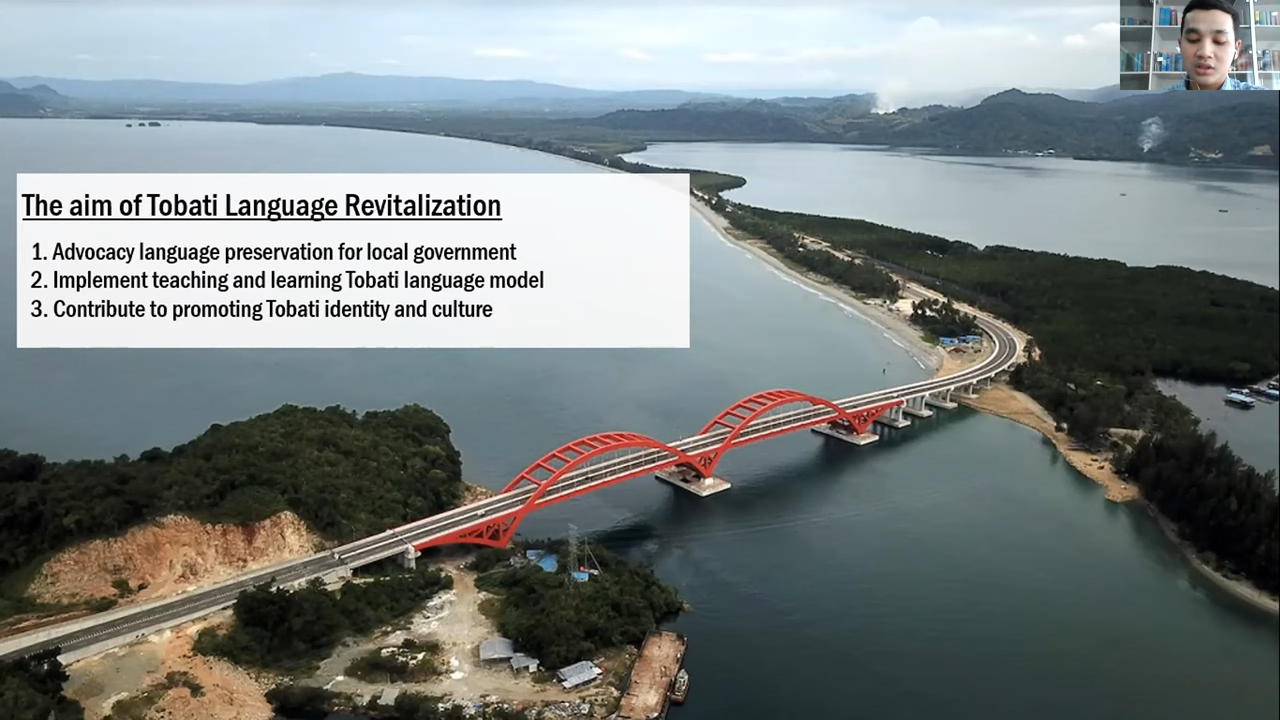 The aim of Tobati Language Revitalization
1. Advocacy language preservation for local government
2. Implement teaching and learning Tobati language model
3. Contribute to promoting Tobati identity and culture